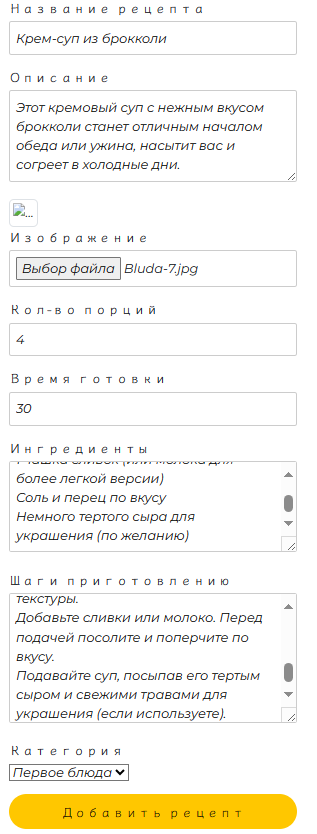 Название рецепта
Крем-суп из брокколи
Описание
Этот кремовый суп с нежным вкусом
брокколи станет отличным началом
обеда или ужина, насытит вас и
согреет в холодные дни.
...
Изображение
Выбор файла Bluda-7.jpg
Кол-во порций
4
Время готовки
30
Ингредиенты
1 чашка сливок (или молока для
более легкой версии)
Соль и перец по вкусу
Немного тертого сыра для
украшения (по желанию)
Шаги приготовлению
текстуры.
Добавьте сливки или молоко. Перед
подачей посолите и поперчите по
вкусу.
Подавайте суп, посыпав его тертым
сыром и свежими травами для
украшения (если используете).
Категория
Первое блюда
Добавить рецепт